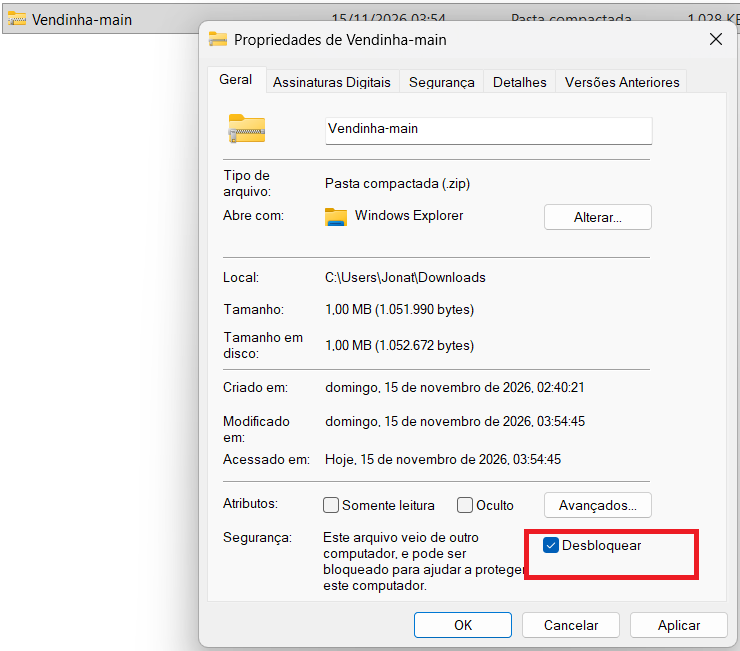 Vendinha-main 15/11/2026 03:54 Pasta compactada 1.028 KB
Propriedades de Vendinha-main
Geral Assinaturas Digitais Segurança Detalhes Versões Anteriores
Vendinha-main
Tipo de
arquivo:
Pasta compactada (.zip)
Abre com: Windows Explorer Alterar...
Local: C:\Users\Jonat\Downloads
Tamanho: 1,00 MB (1.051.990 bytes)
Tamanho em
disco:
1,00 MB (1.052.672 bytes)
Criado em: domingo, 15 de novembro de 2026, 02:40:21
Modificado
em:
domingo, 15 de novembro de 2026, 03:54:45
Acessado em: Hoje, 15 de novembro de 2026, 03:54:45
Atributos: Somente leitura Oculto Avançados...
Segurança: Este arquivo veio de outro
computador, e pode ser
bloqueado para ajudar a proteger
este computador.
Desbloquear
OK Cancelar Aplicar